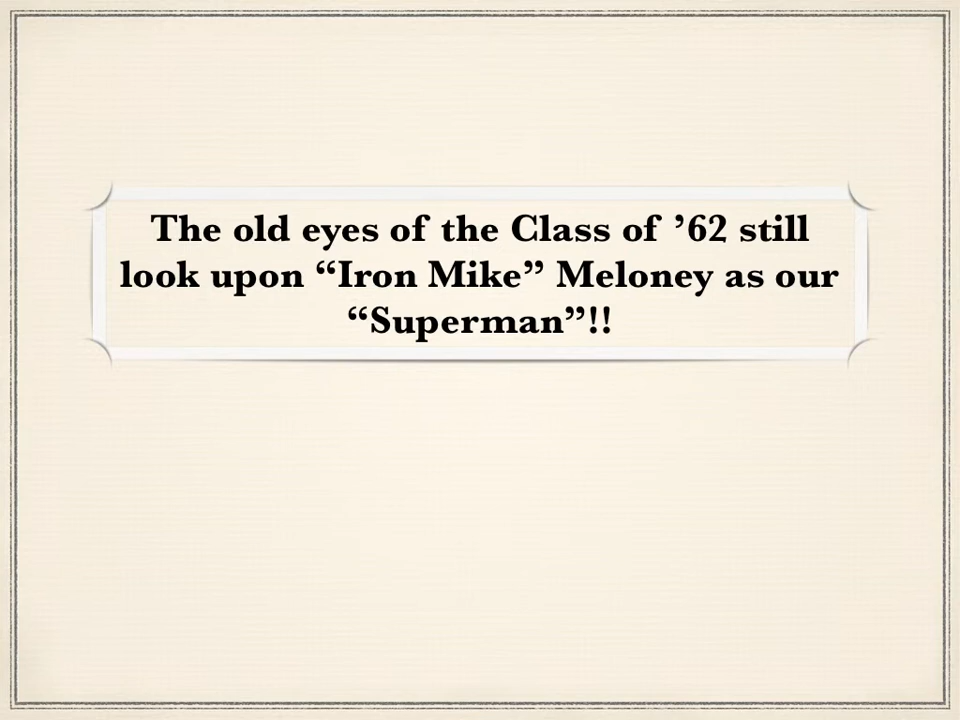 The old eyes of the Class of ’62 still
look upon “Iron Mike” Meloney as our
“Superman”!!